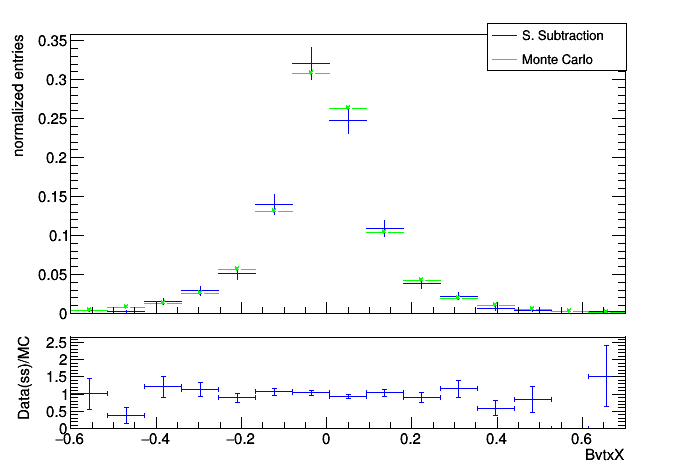 S. Subtraction
Monte Carlo
normalized entries
0.35
0.3
0.25
0.2
0.15
0.1
0.05
0
Data(ss)/MC
2.5
2
1.5
1
0.5
0
−0.6 −0.4 −0.2 0 0.2 0.4 0.6
BvtxX